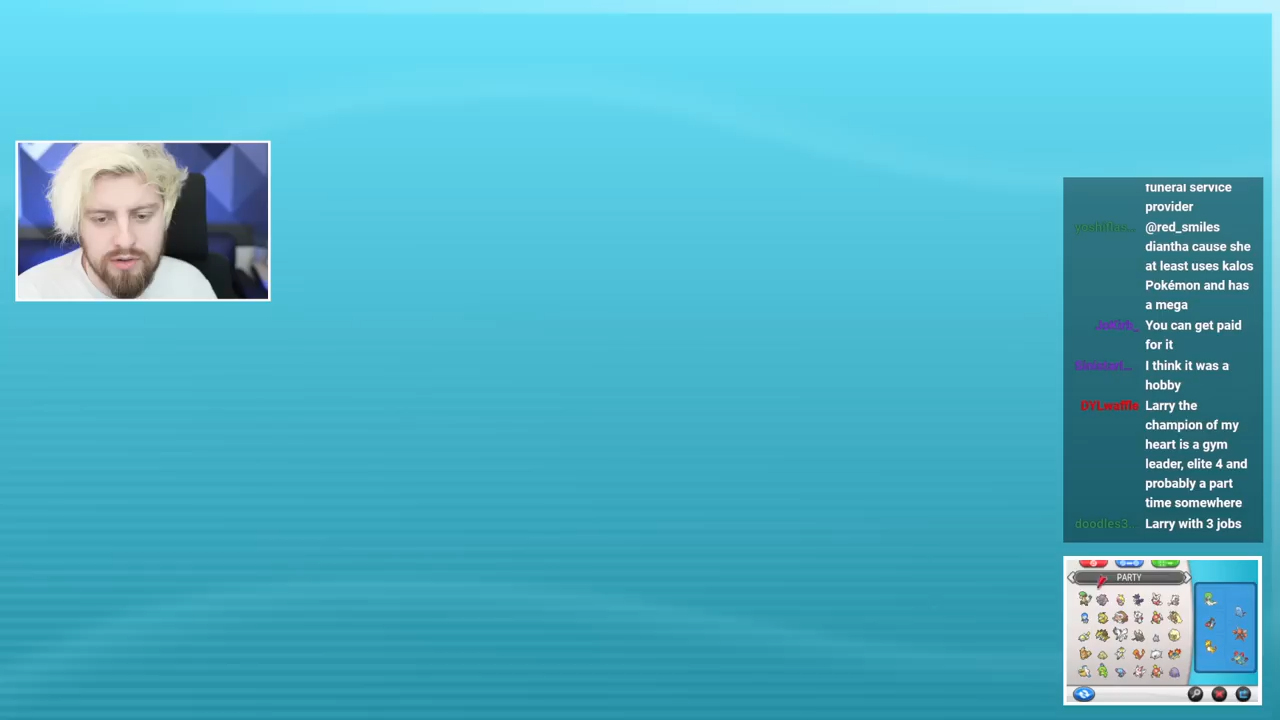 funeral service
provider
@red_smiles
diantha cause she
at least uses kalos
Pokémon and has
a mega
You can get paid
for it
I think it was a
hobby
DYLwaffle Larry the
champion of my
heart is a gym
leader, elite 4 and
probably a part
time somewhere
doodles3... Larry with 3 jobs
PARTY